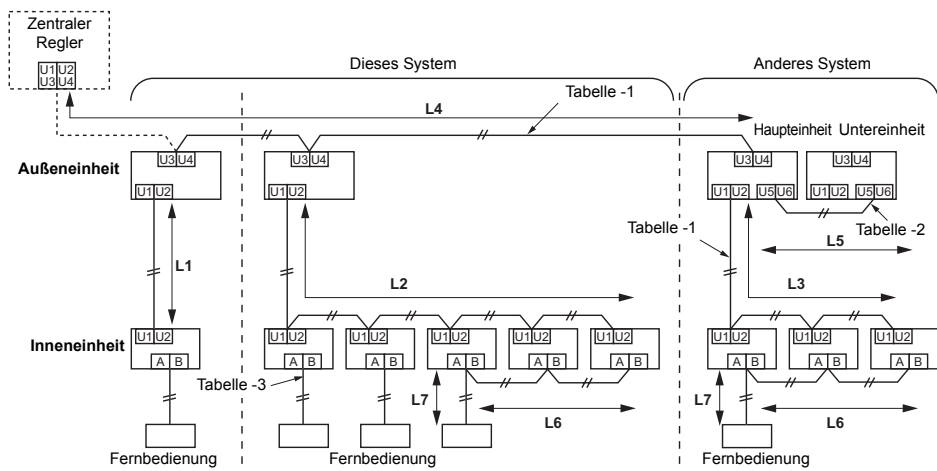 Zentraler
Regler
U1 U2
U3 U4
Dieses System
Anderes System
L4
Tabelle -1
Haupteinheit Untereinheit
Außeneinheit
U3 U4
U3 U4
U3 U4
U3 U4
U1 U2
U1 U2
U1 U2
U5 U6
U1 U2
U5 U6
Tabelle -1
Tabelle -2
L5
L1
L2
L3
Inneneinheit
U1 U2
U1 U2
U1 U2
U1 U2
U1 U2
U1 U2
U1 U2
U1 U2
U1 U2
A B
A B
A B
A B
A B
A B
A B
A B
A B
Tabelle -3
L7
L6
L7
L6
Fernbedienung
Fernbedienung
Fernbedienung